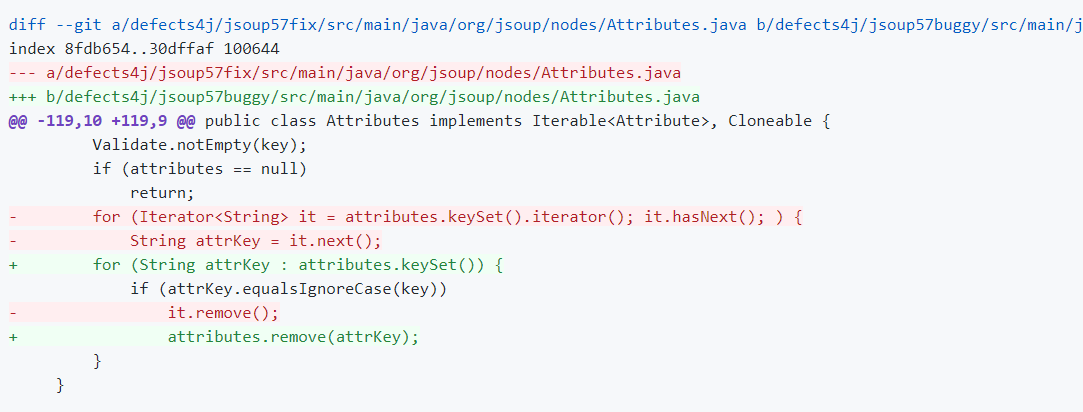 diff --git a/defects4j/jsoup57fix/src/main/java/org/jsoup/nodes/Attributes.java b/defects4j/jsoup57buggy/src/main/j
index 8fdb654..30dffaf 100644
--- a/defects4j/jsoup57fix/src/main/java/org/jsoup/nodes/Attributes.java
+++ b/defects4j/jsoup57buggy/src/main/java/org/jsoup/nodes/Attributes.java
@@ -119,10 +119,9 @@ public class Attributes implements Iterable<Attribute>, Cloneable {
         Validate.notEmpty(key);
         if (attributes == null)
             return;
-        for (Iterator<String> it = attributes.keySet().iterator(); it.hasNext(); ) {
-            String attrKey = it.next();
+        for (String attrKey : attributes.keySet()) {
             if (attrKey.equalsIgnoreCase(key))
-                it.remove();
+                attributes.remove(attrKey);
         }
     }